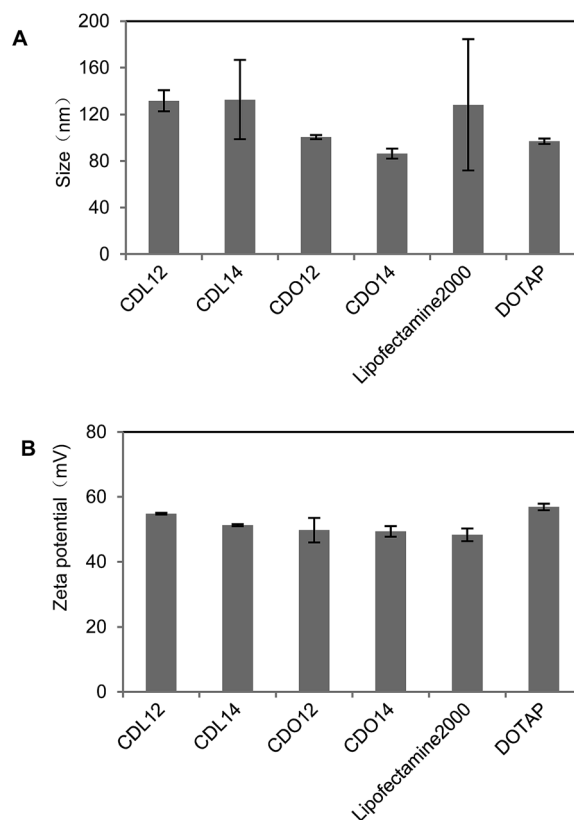 A
Size（nm）
200
160
120
80
40
0
CDL12
CDL14
CDO12
CDO14
Lipofectamine2000
DOTAP
B
Zeta potential（mV）
80
60
40
20
0
CDL12
CDL14
CDO12
CDO14
Lipofectamine2000
DOTAP